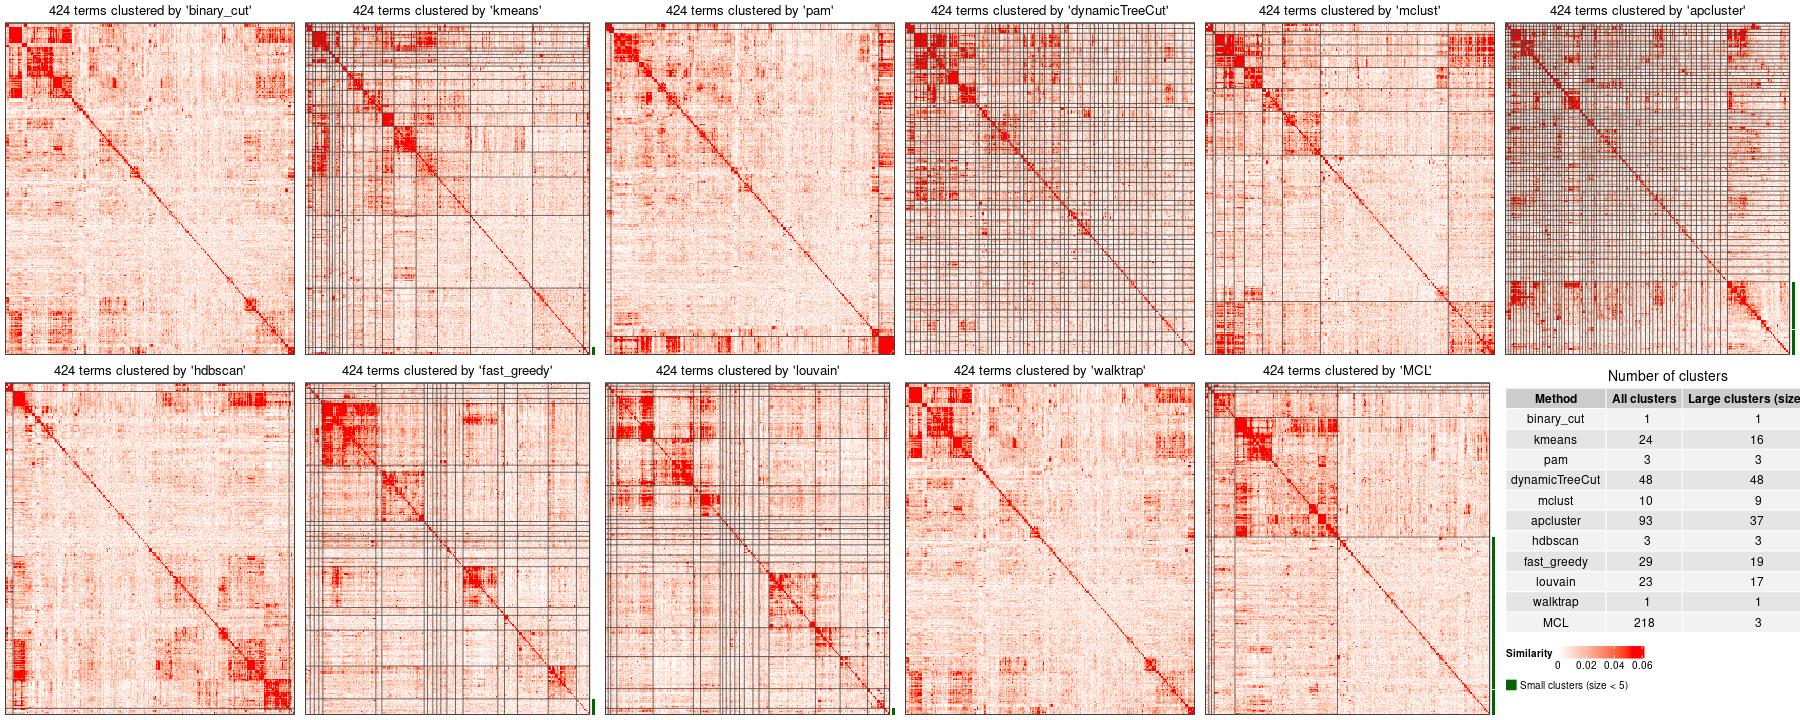 424 terms clustered by 'binary_cut'
424 terms clustered by 'kmeans'
424 terms clustered by 'pam'
424 terms clustered by 'dynamicTreeCut'
424 terms clustered by 'mclust'
424 terms clustered by 'apcluster'
424 terms clustered by 'hdbscan'
424 terms clustered by 'fast_greedy'
424 terms clustered by 'louvain'
424 terms clustered by 'walktrap'
424 terms clustered by 'MCL'
Number of clusters
Method All clusters Large clusters (size
binary_cut 1 1
kmeans 24 16
pam 3 3
dynamicTreeCut 48 48
mclust 10 9
apcluster 93 37
hdbscan 3 3
fast_greedy 29 19
louvain 23 17
walktrap 1 1
MCL 218 3
Similarity
0 0.02 0.04 0.06
Small clusters (size < 5)